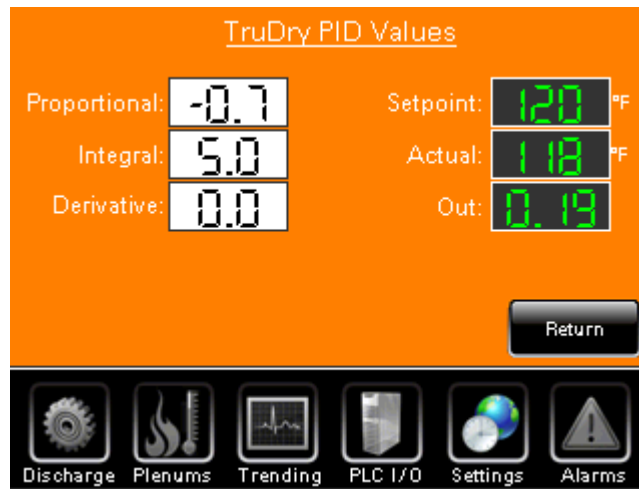 TruDry PID Values
Proportional: -0.7 Setpoint: 120 °F
Integral: 5.0 Actual: 118 °F
Derivative: 0.0 Out: 0.19
Return
Discharge Plenums Trending PLC I/O Settings Alarms